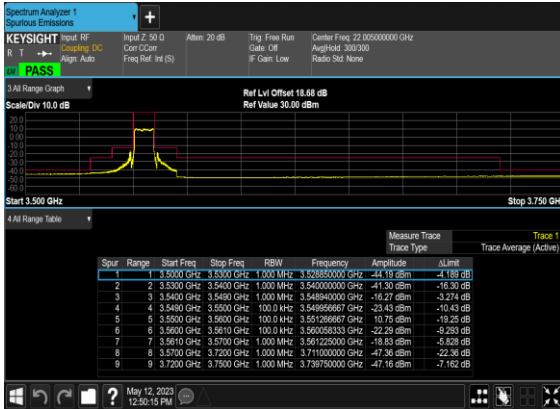 Spectrum Analyzer 1
Spurious Emissions
KEYSIGHT
Input: RF
Coupling: DC
Align: Auto
R T
PASS
Input Z: 50 Ω
Corr CCorr
Freq Ref: Int (S)
Atten: 20 dB
Trig: Free Run
Gate: Off
IF Gain: Low
Center Freq: 22.005000000 GHz
Avg|Hold: 300/300
Radio Std: None
3 All Range Graph
Scale/Div 10.0 dB
Ref Lvl Offset 18.68 dB
Ref Value 30.00 dBm
20.0
10.0
0.00
-10.0
-20.0
-30.0
-40.0
-50.0
-60.0
Start 3.500 GHz
Stop 3.750 GH
4 All Range Table
Measure Trace Trace 1
Trace Type Trace Average (Active)
Spur Range Start Freq Stop Freq RBW Frequency Amplitude ΔLimit
1 1 3.5000 GHz 3.5300 GHz 1.000 MHz 3.528850000 GHz -44.19 dBm -4.189 dB
2 2 3.5300 GHz 3.5400 GHz 1.000 MHz 3.540000000 GHz -41.30 dBm -16.30 dB
3 3 3.5400 GHz 3.5490 GHz 1.000 MHz 3.548940000 GHz -16.27 dBm -3.274 dB
4 4 3.5490 GHz 3.5500 GHz 100.0 kHz 3.549956667 GHz -23.43 dBm -10.43 dB
5 5 3.5500 GHz 3.5600 GHz 100.0 kHz 3.551266667 GHz 10.75 dBm -19.25 dB
6 6 3.5600 GHz 3.5610 GHz 100.0 kHz 3.560058333 GHz -22.29 dBm -9.293 dB
7 7 3.5610 GHz 3.5700 GHz 1.000 MHz 3.561225000 GHz -18.83 dBm -5.828 dB
8 8 3.5700 GHz 3.7200 GHz 1.000 MHz 3.711000000 GHz -47.36 dBm -22.36 dB
9 9 3.7200 GHz 3.7500 GHz 1.000 MHz 3.739750000 GHz -47.16 dBm -7.162 dB
May 12, 2023
12:50:15 PM